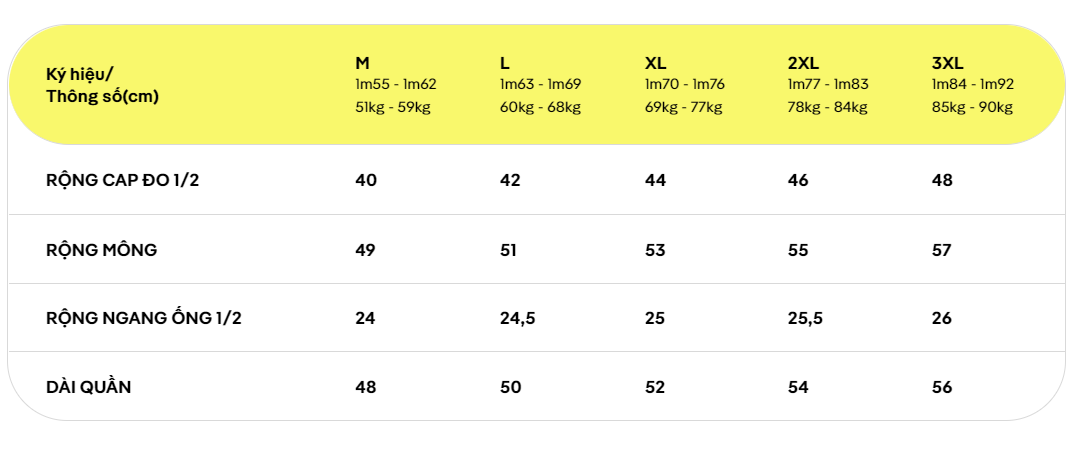 Ký hiệu/
Thông số(cm)
M L XL 2XL 3XL
1m55 - 1m62 1m63 - 1m69 1m70 - 1m76 1m77 - 1m83 1m84 - 1m92
51kg - 59kg 60kg - 68kg 69kg - 77kg 78kg - 84kg 85kg - 90kg
RỘNG CAP ĐO 1/2 40 42 44 46 48
RỘNG MÔNG 49 51 53 55 57
RỘNG NGANG ỐNG 1/2 24 24,5 25 25,5 26
DÀI QUẦN 48 50 52 54 56